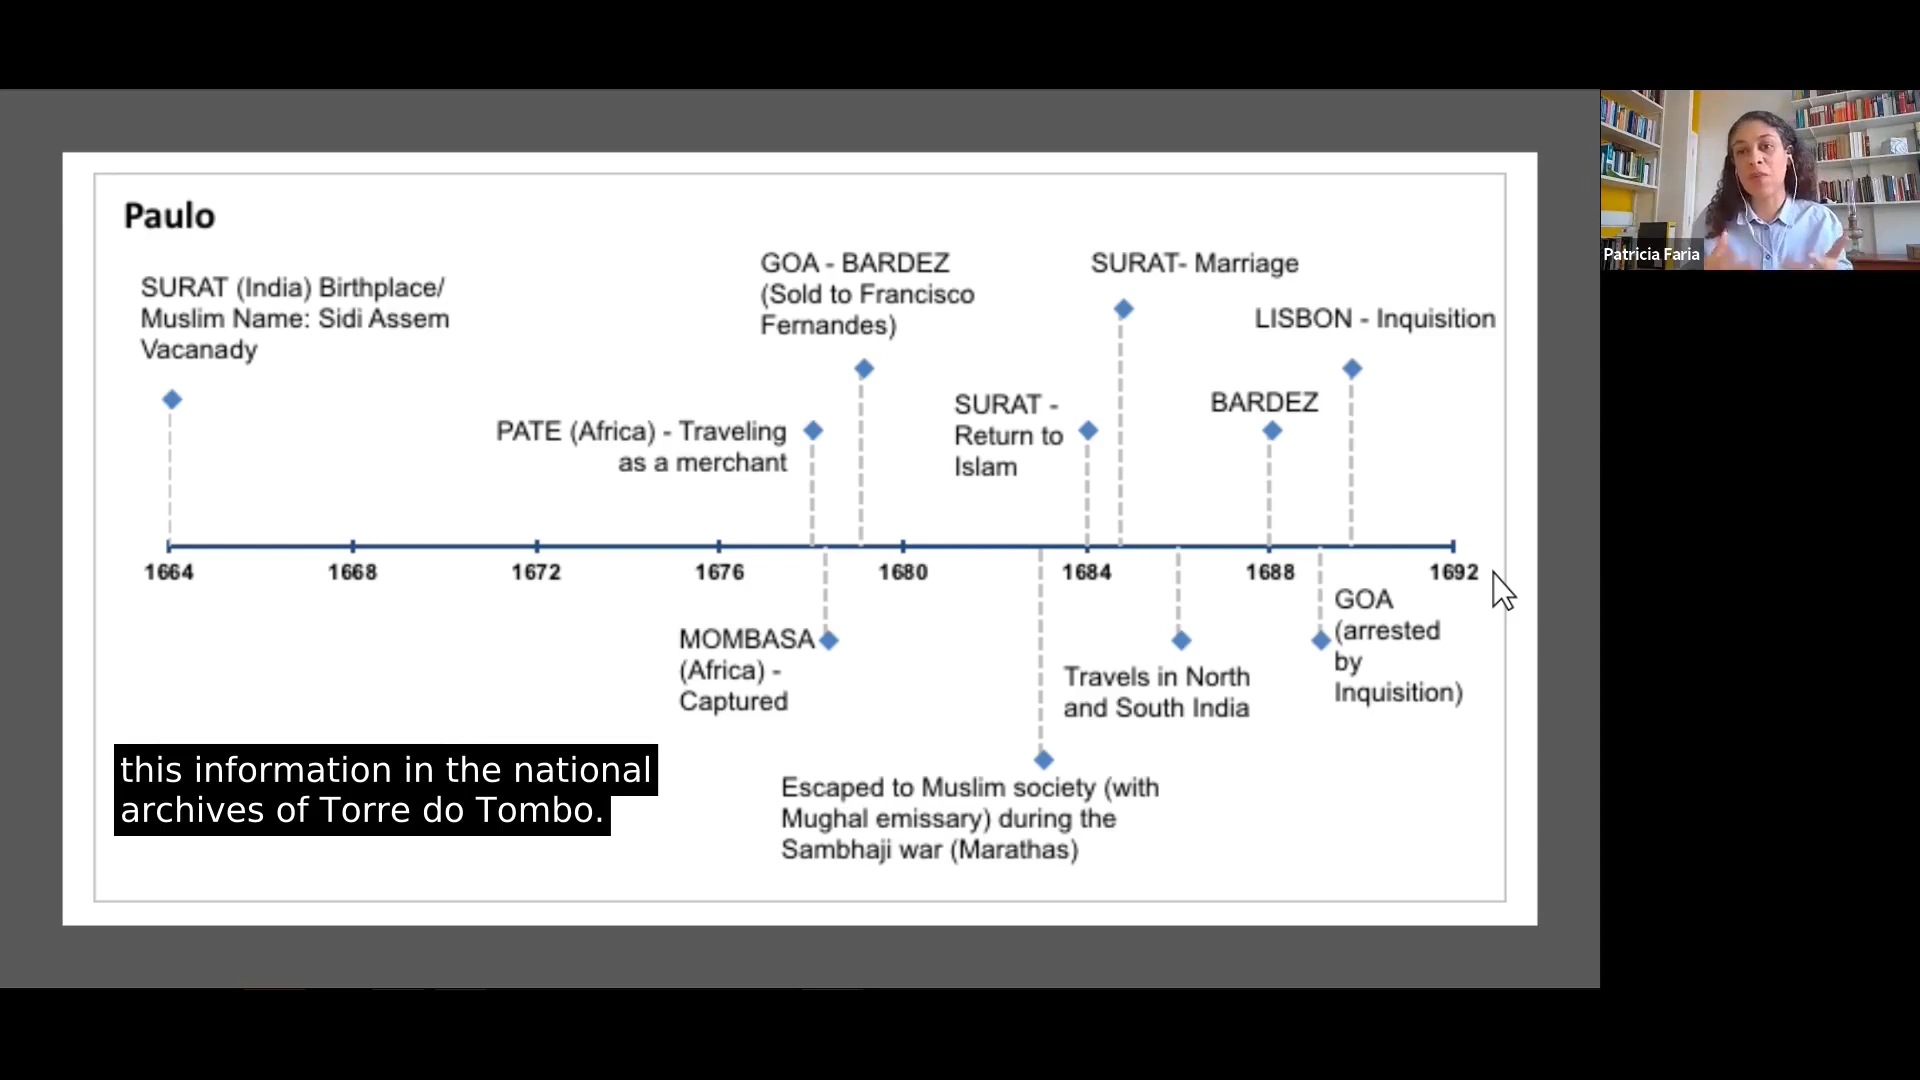 Paulo
SURAT (India) Birthplace/
Muslim Name: Sidi Assem
Vacanady
PATE (Africa) - Traveling
as a merchant
GOA - BARDEZ
(Sold to Francisco
Fernandes)
SURAT -
Return to
Islam
SURAT- Marriage
BARDEZ
LISBON - Inquisition
1664
1668
1672
1676
1680
1684
1688
1692
MOMBASA
(Africa) -
Captured
Escaped to Muslim society (with
Mughal emissary) during the
Sambhaji war (Marathas)
Travels in North
and South India
GOA
(arrested
by
Inquisition)
this information in the national
archives of Torre do Tombo.
Patricia Faria